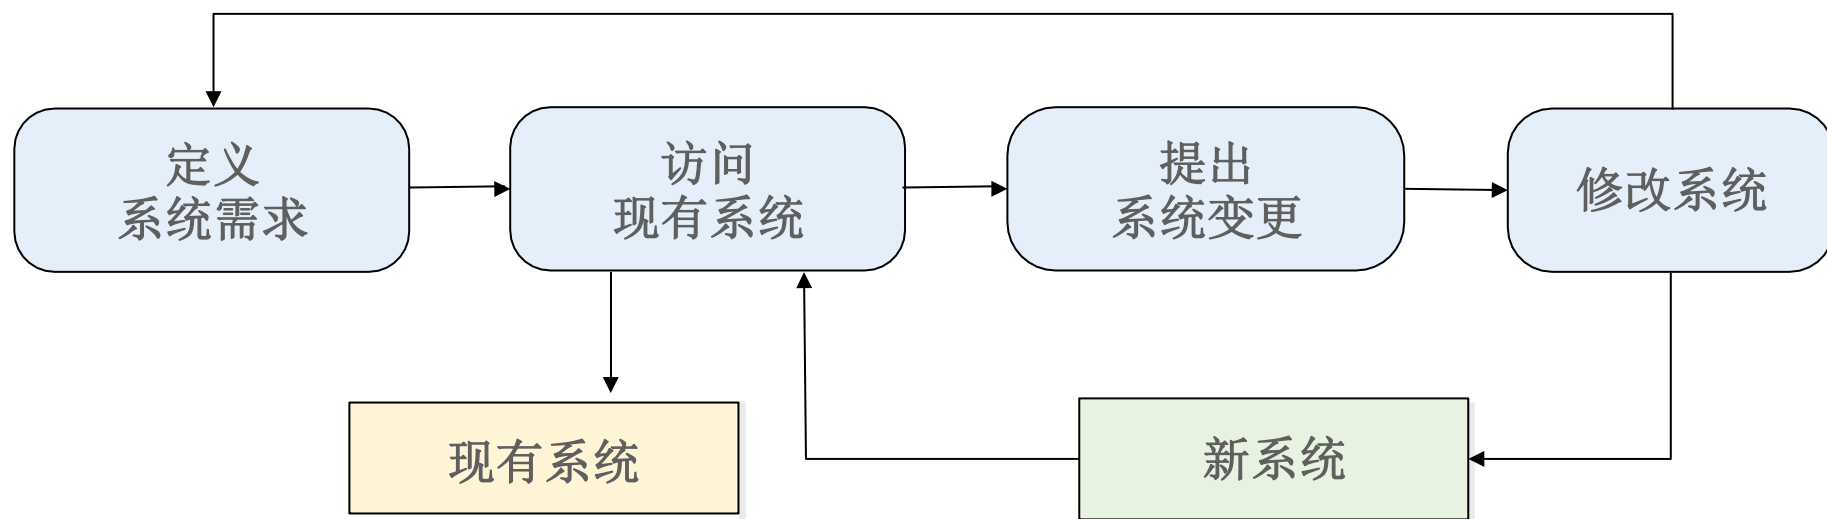 定义
系统需求
访问
现有系统
提出
系统变更
修改系统
现有系统
新系统